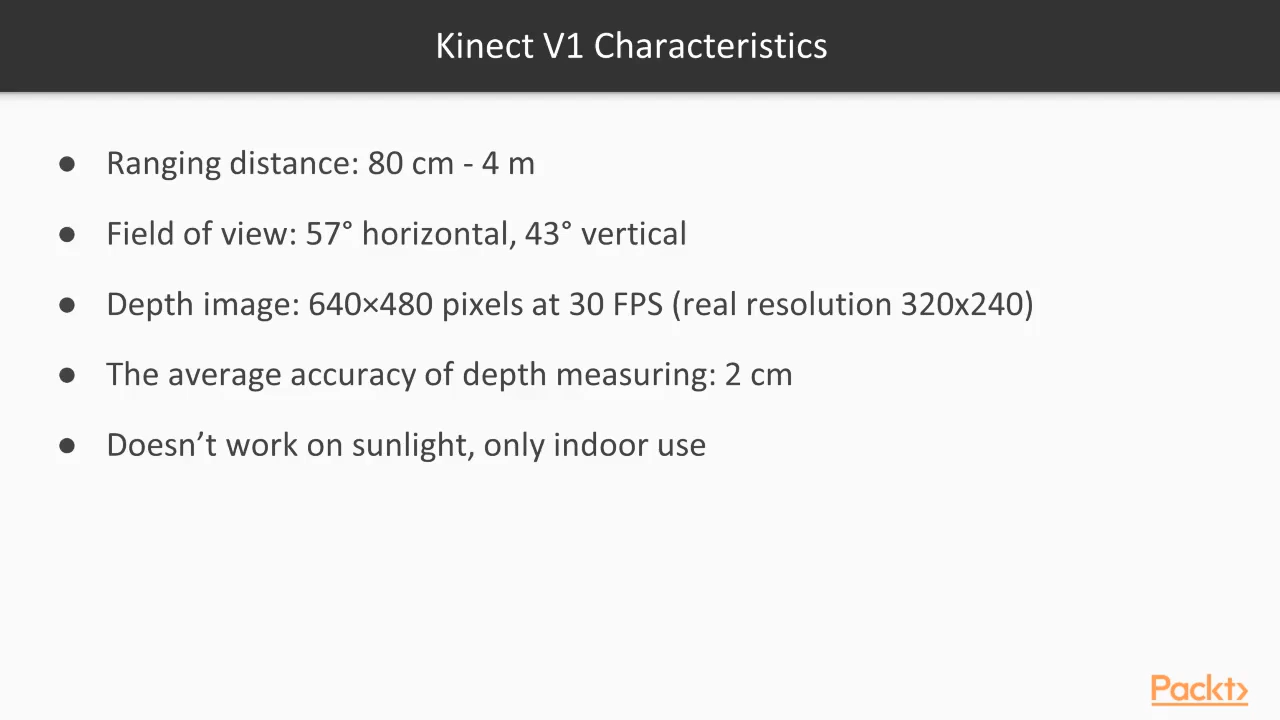 Kinect V1 Characteristics
● Ranging distance: 80 cm - 4 m
● Field of view: 57° horizontal, 43° vertical
● Depth image: 640×480 pixels at 30 FPS (real resolution 320x240)
● The average accuracy of depth measuring: 2 cm
● Doesn’t work on sunlight, only indoor use
Packt>